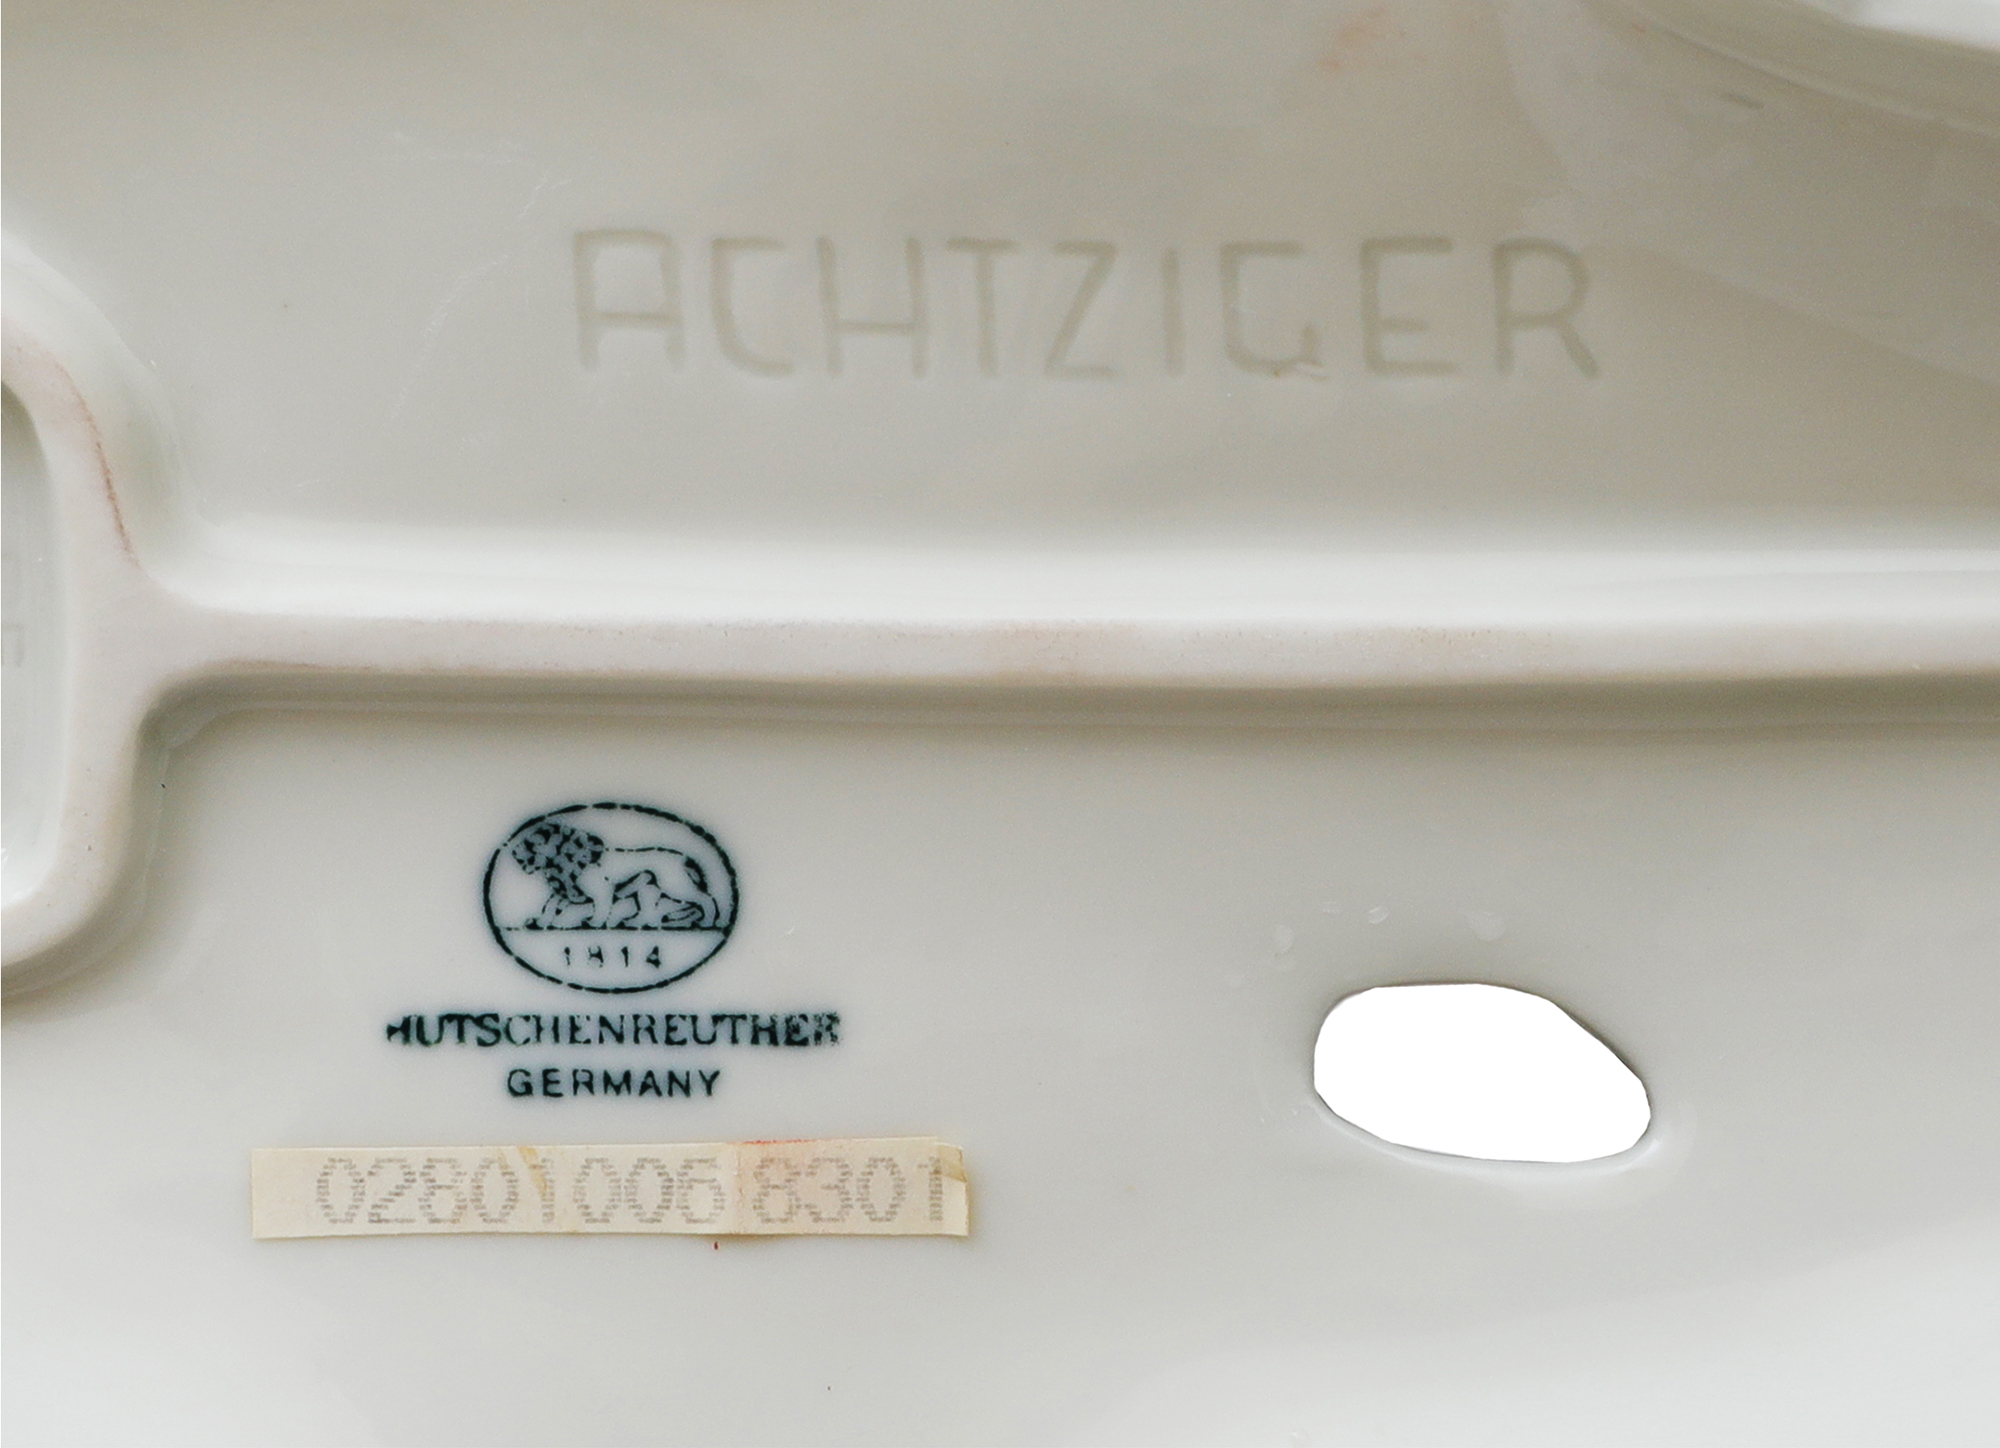 ACHTZIGER
1814
HUTSCHENREUTHER
GERMANY
02801006 8301